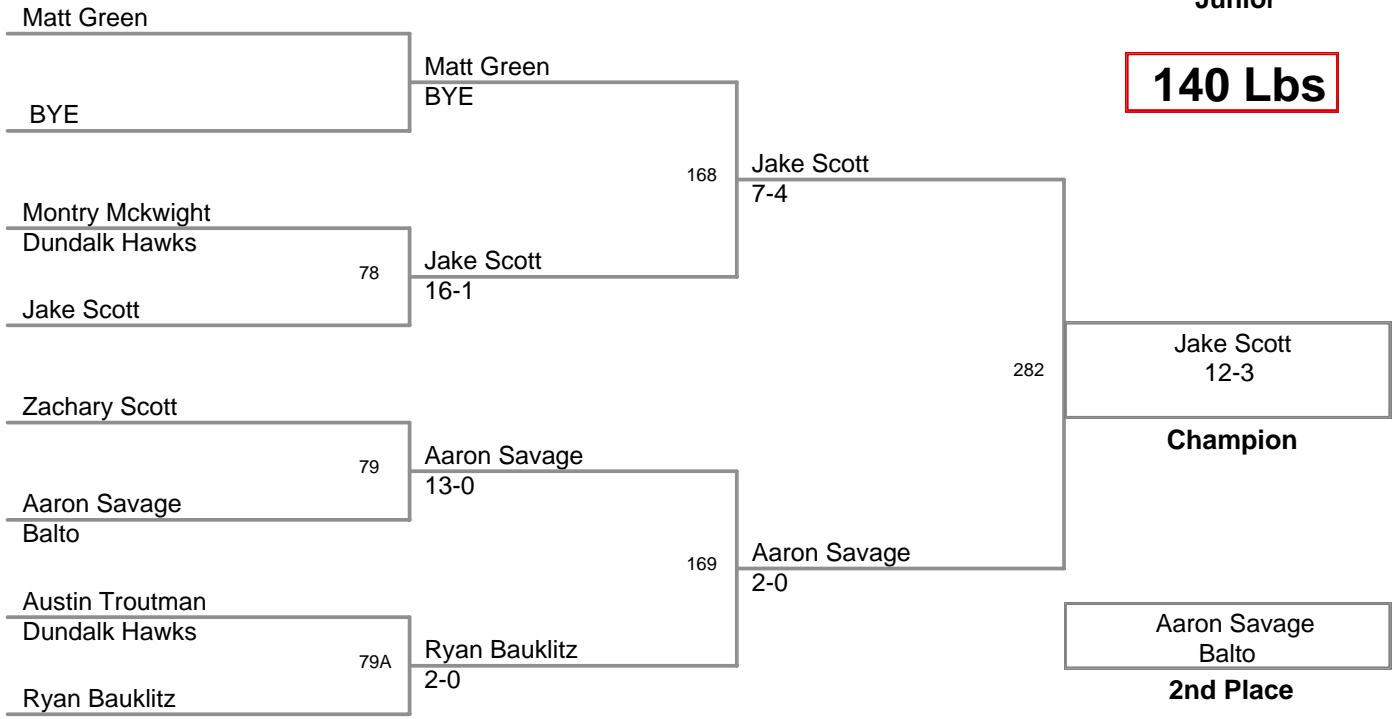 Junior
Matt Green
140 Lbs
Matt Green
BYE
BYE
168
Jake Scott
7-4
Montry Mckwight
Dundalk Hawks
78
Jake Scott
16-1
Jake Scott
282
Jake Scott
12-3
Champion
Zachary Scott
79
Aaron Savage
13-0
Aaron Savage
Balto
169
Aaron Savage
2-0
Austin Troutman
Dundalk Hawks
79A
Ryan Bauklitz
2-0
Ryan Bauklitz
Aaron Savage
Balto
2nd Place